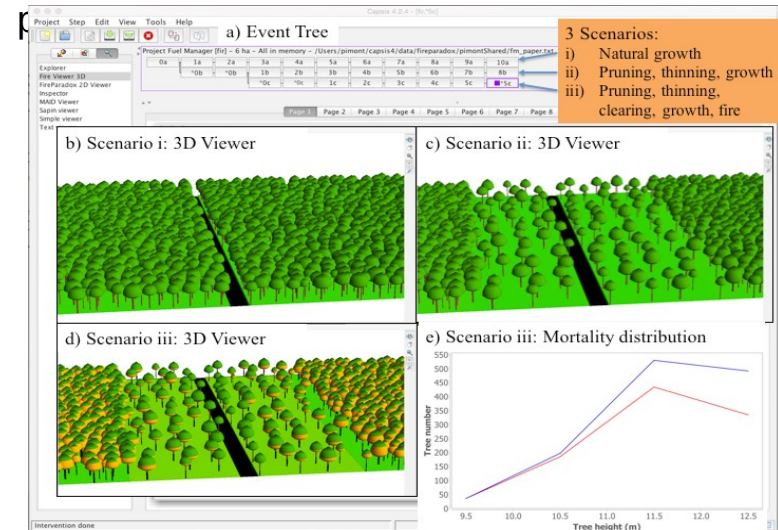 p
Capsis 4.2.4 - [fir.*5c]
Project Step Edit View Tools Help
a) Event Tree
Project Fuel Manager [fir] - 6 ha - All in memory - /Users/pimont/capsis4/data/fireparadox/pimontShared/fm_paper.txt
0a 1a 2a 3a 4a 5a 6a 7a 8a 9a 10a
*0b *0b 1b 2b 3b 4b 5b 6b 7b 8b
*0c *0c 1c 2c 3c 4c 5c *5c
3 Scenarios:
i) Natural growth
ii) Pruning, thinning, growth
iii) Pruning, thinning,
clearing, growth, fire
Explorer
Fire Viewer 3D
FireParadox 2D Viewer
Inspector
MAID Viewer
Sapin viewer
Simple viewer
Text
Page 1 Page 2 Page 3 Page 4 Page 5 Page 6 Page 7 Page 8
b) Scenario i: 3D Viewer
c) Scenario ii: 3D Viewer
d) Scenario iii: 3D Viewer
e) Scenario iii: Mortality distribution
550
500
450
400
350
300
250
200
150
100
50
0
Tree number
9.5 10.0 10.5 11.0 11.5 12.0 12.5
Tree height (m)
Intervention done